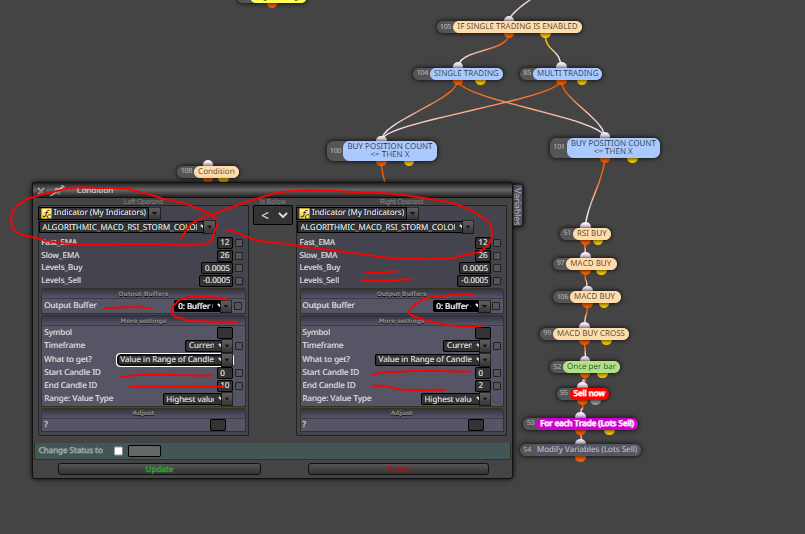 105 IF SINGLE TRADING IS ENABLED
104 SINGLE TRADING
85 MULTI TRADING
100 BUY POSITION COUNT
<= THEN X
101 BUY POSITION COUNT
<= THEN X
108 Condition
Condition
Variables
Left Operand
Is Below
Right Operand
Indicator (My Indicators)
<
Indicator (My Indicators)
ALGORITHMIC_MACD_RSI_STORM_COLOI
ALGORITHMIC_MACD_RSI_STORM_COLOI
Fast_EMA 12
Fast_EMA 12
Slow_EMA 26
Slow_EMA 26
Levels_Buy 0.0005
Levels_Buy 0.0005
Levels_Sell -0.0005
Levels_Sell -0.0005
Output Buffers
Output Buffers
Output Buffer 0: Buffer
Output Buffer 0: Buffer
More settings
More settings
Symbol
Symbol
Timeframe Curren
Timeframe Curren
What to get? Value in Range of Candle
What to get? Value in Range of Candle
Start Candle ID 0
Start Candle ID 0
End Candle ID 10
End Candle ID 2
Range: Value Type Highest value
Range: Value Type Highest value
Adjust
Adjust
?
?
Change Status to
Update
51 RSI BUY
97 MACD BUY
106 MACD BUY
99 MACD BUY CROSS
52 Once per bar
55 Sell now
53 For each Trade (Lots Sell)
54 Modify Variables (Lots Sell)